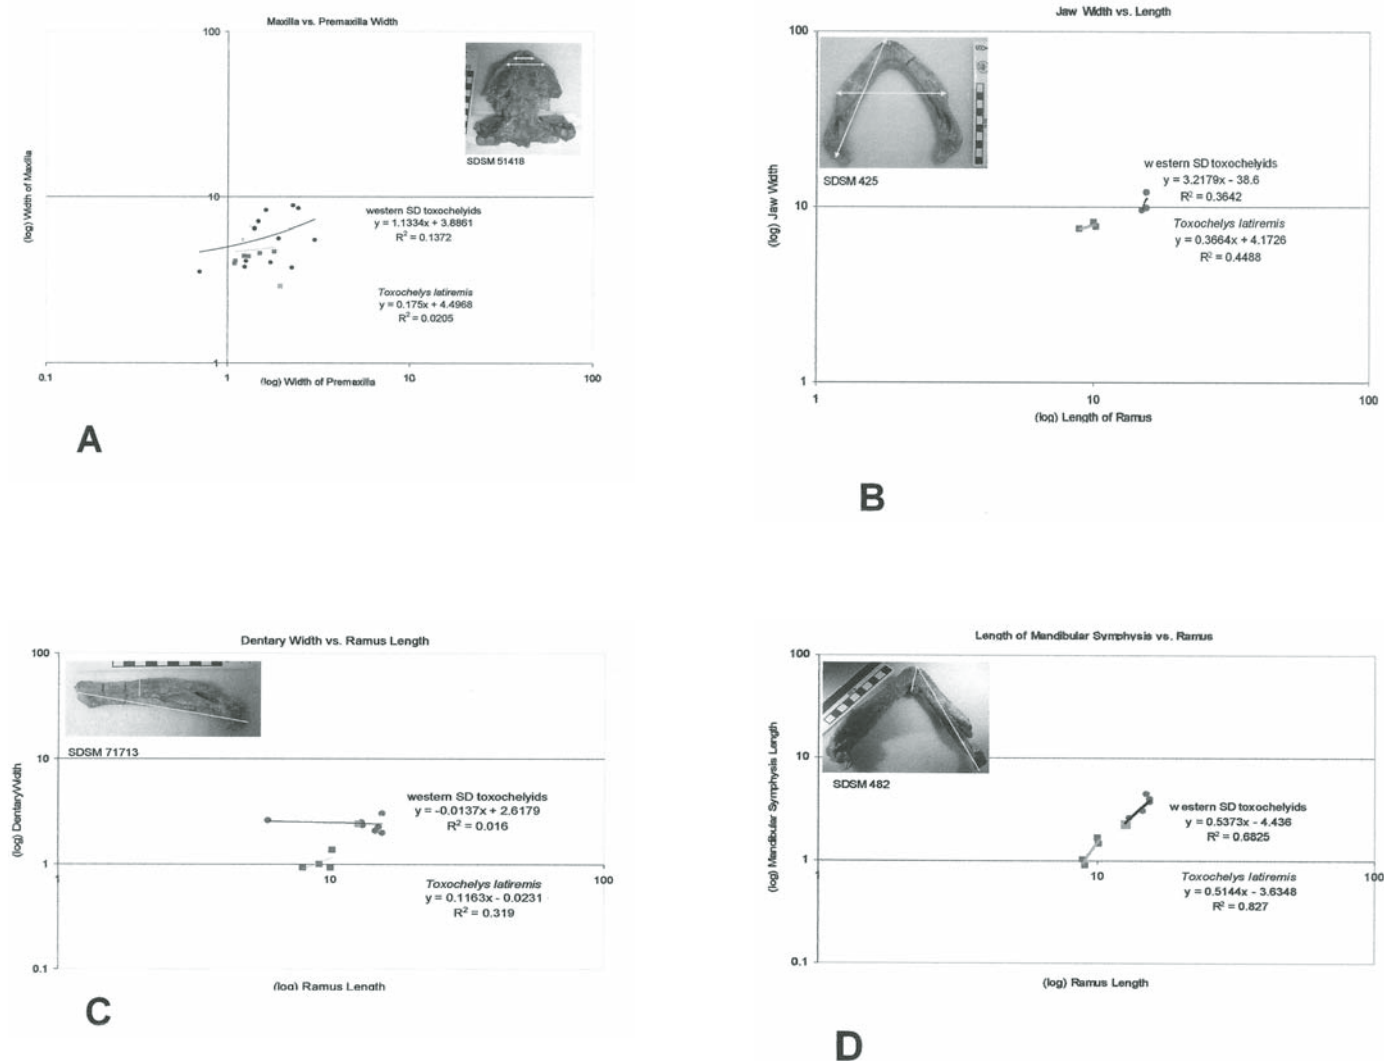 Maxilla vs. Premaxilla Width
100
SDSM 51418
(log) Width of Maxilla
10
western SD toxochelyids
y = 1.1334x + 3.8861
R2 = 0.1372
Toxochelys latiremis
y = 0.175x + 4.4968
R2 = 0.0205
1
0.1
1
10
100
(log) Width of Premaxilla
A
Jaw Width vs. Length
100
SDSM 425
(log) Jaw Width
western SD toxochelyids
y = 3.2179x - 38.6
R2 = 0.3642
10
Toxochelys latiremis
y = 0.3664x + 4.1726
R2 = 0.4488
1
1
10
100
(log) Length of Ramus
B
Dentary Width vs. Ramus Length
100
SDSM 71713
10
(log) Dentary Width
western SD toxochelyids
y = -0.0137x + 2.6179
R2 = 0.016
1
1
10
100
Toxochelys latiremis
y = 0.1163x - 0.0231
R2 = 0.319
0.1
(log) Ramus Length
C
Length of Mandibular Symphysis vs. Ramus
100
10
SDSM 482
(log) Mandibular Symphysis Length
western SD toxochelyids
y = 0.5373x - 4.436
R2 = 0.6825
1
1
10
100
Toxochelys latiremis
y = 0.5144x - 3.6348
R2 = 0.827
0.1
(log) Ramus Length
D